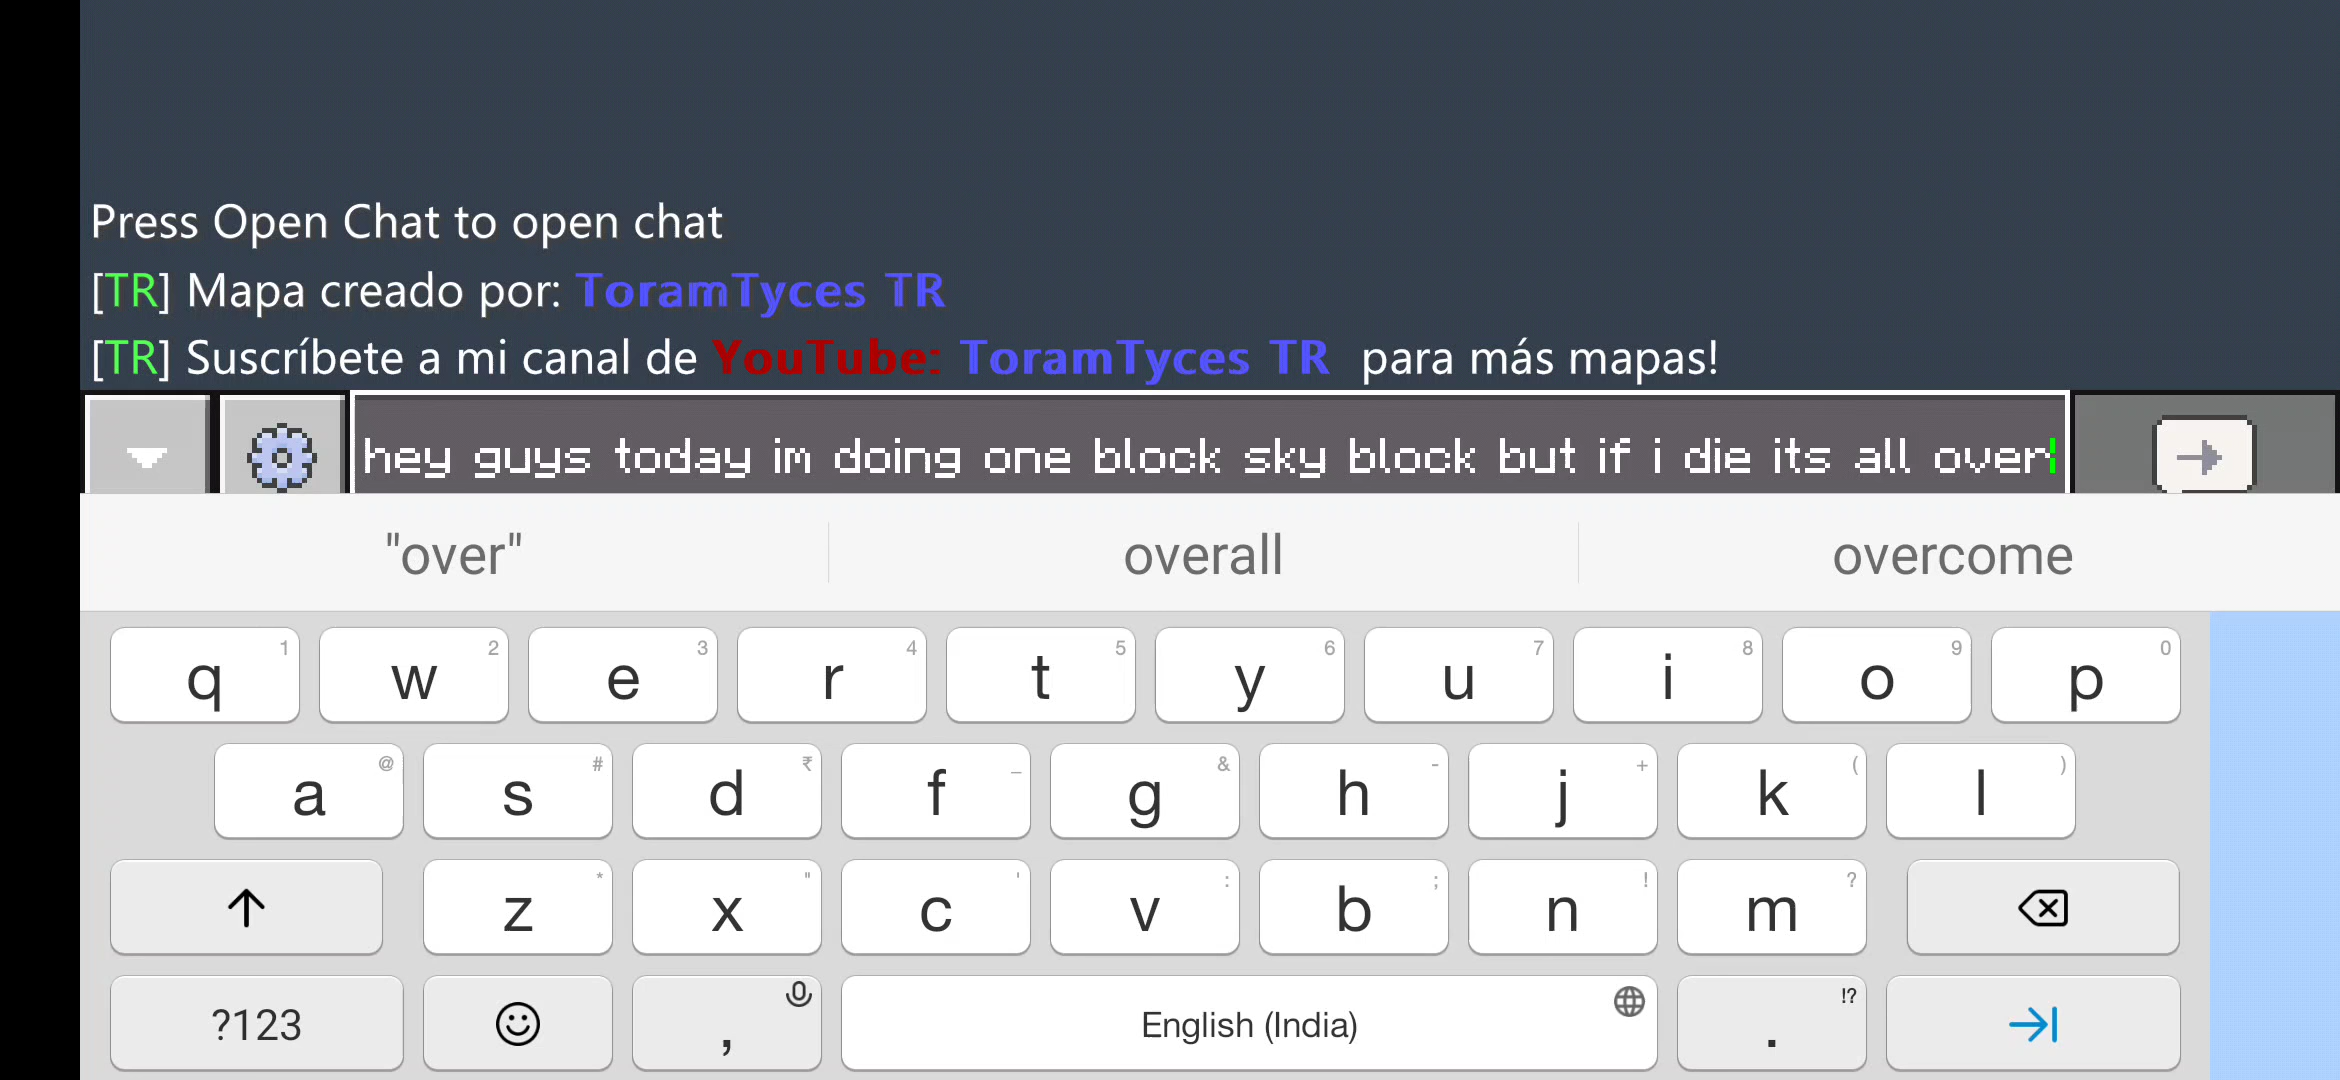 Press Open Chat to open chat
[TR] Mapa creado por: ToramTyces TR
[TR] Suscríbete a mi canal de YouTube: ToramTyces TR para más mapas!
hey guys today im doing one block sky block but if i die its all over
"over" overall overcome
q 1 w 2 e 3 r 4 t 5 y 6 u 7 i 8 o 9 p 0
a @ s # d ₹ f _ g & h - j + k ( l )
z * x " c ' v : b ; n ! m ?
?123 , English (India) . !?